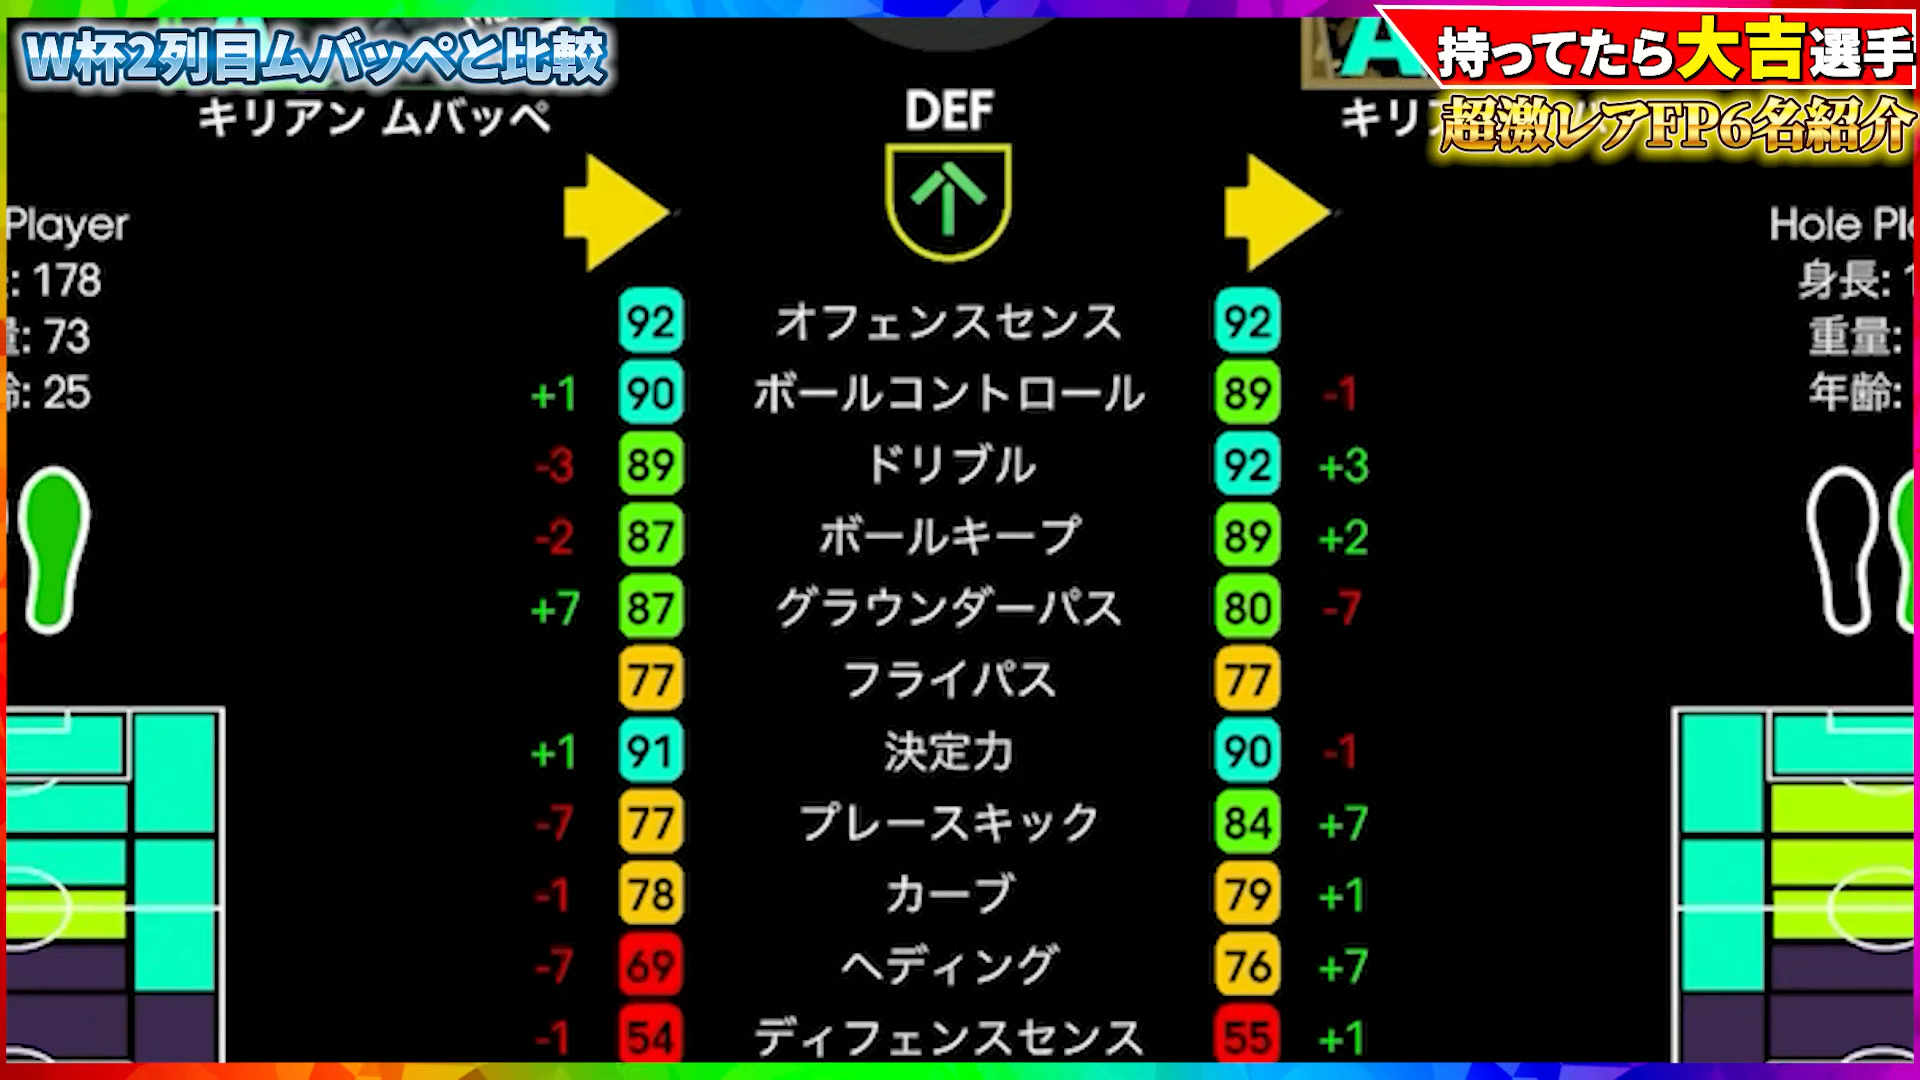 W杯2列目ムバッペと比較
持ってたら大吉選手
超激レアFP6名紹介
キリアン ムバッペ
DEF
キリア
Player
Hole Pl
: 178
身長: 1
量: 73
重量:
齢: 25
年齢:
92 オフェンスセンス 92
+1 90 ボールコントロール 89 -1
-3 89 ドリブル 92 +3
-2 87 ボールキープ 89 +2
+7 87 グラウンダーパス 80 -7
77 フライパス 77
+1 91 決定力 90 -1
-7 77 プレースキック 84 +7
-1 78 カーブ 79 +1
-7 69 ヘディング 76 +7
-1 54 ディフェンスセンス 55 +1